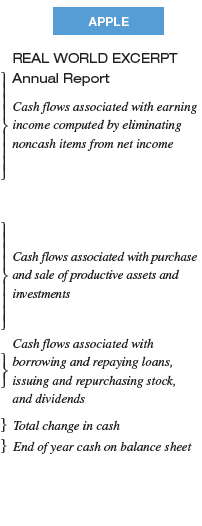 APPLE
REAL WORLD EXCERPT
Annual Report
Cash flows associated with earning
income computed by eliminating
noncash items from net income
Cash flows associated with purchase
and sale of productive assets and
investments
Cash flows associated with
borrowing and repaying loans,
issuing and repurchasing stock,
and dividends
Total change in cash
End of year cash on balance sheet